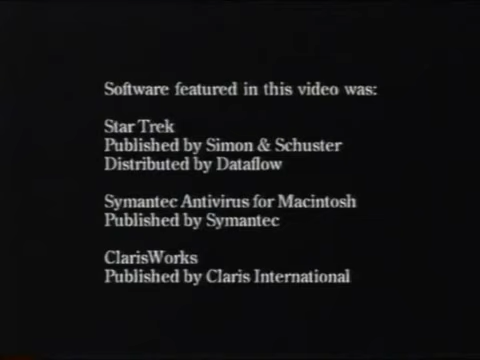 Software featured in this video was:
Star Trek
Published by Simon & Schuster
Distributed by Dataflow
Symantec Antivirus for Macintosh
Published by Symantec
ClarisWorks
Published by Claris International